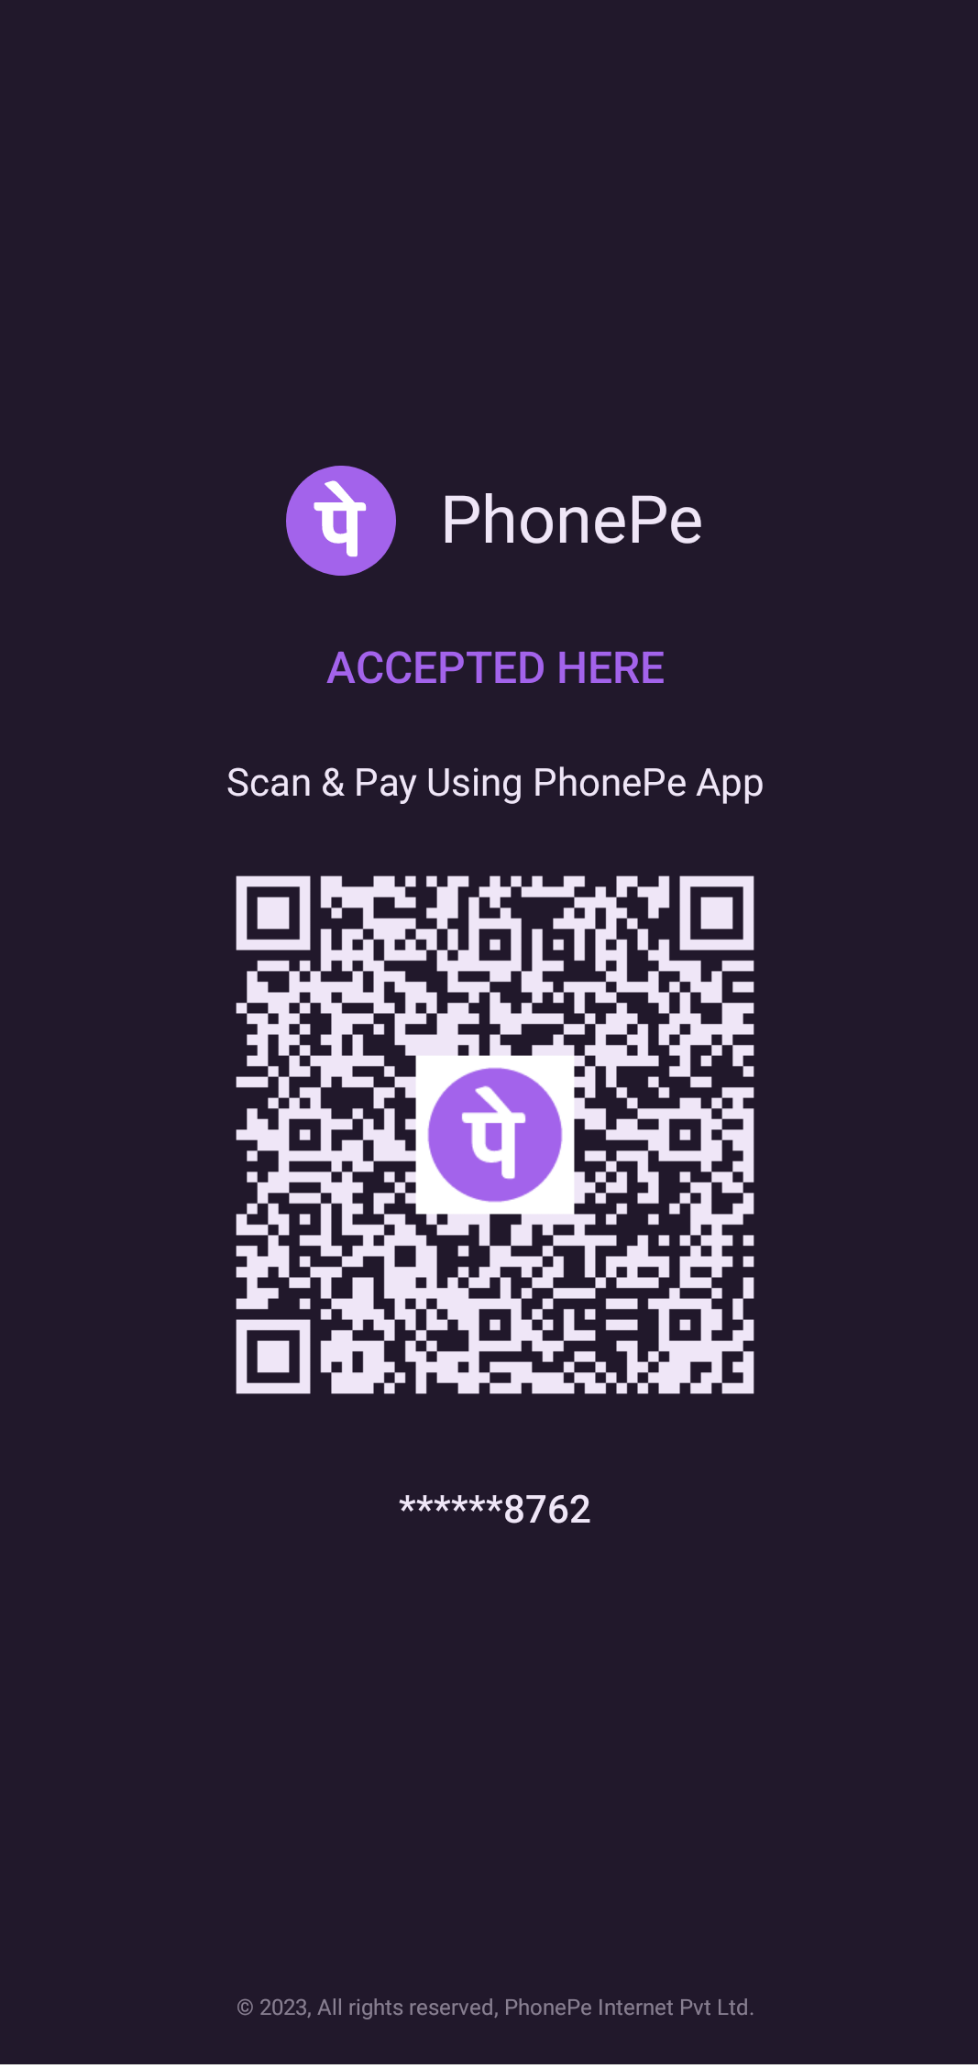 पे PhonePe
ACCEPTED HERE
Scan & Pay Using PhonePe App
पे
******8762
© 2023, All rights reserved, PhonePe Internet Pvt Ltd.